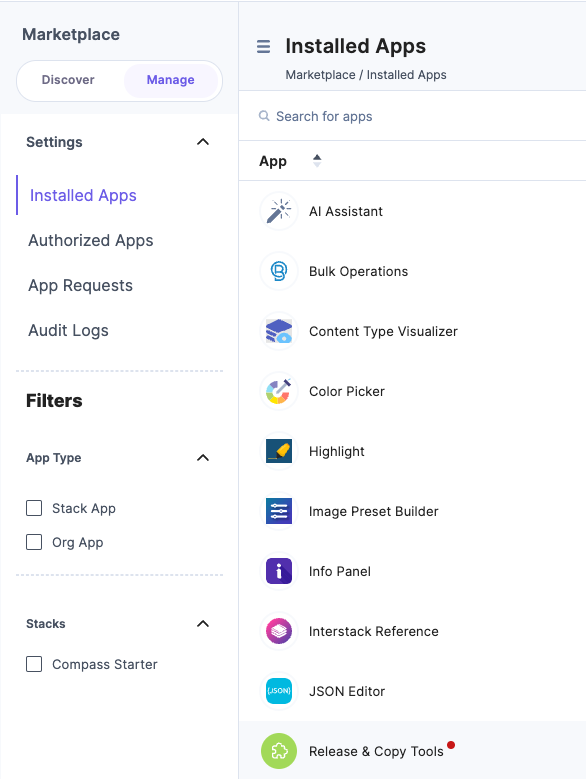 Marketplace
Discover
Manage
Settings
Installed Apps
Authorized Apps
App Requests
Audit Logs
Filters
App Type
Stack App
Org App
Stacks
Compass Starter
Installed Apps
Marketplace / Installed Apps
Search for apps
App
AI Assistant
Bulk Operations
Content Type Visualizer
Color Picker
Highlight
Image Preset Builder
Info Panel
Interstack Reference
{JSON}
JSON Editor
Release & Copy Tools